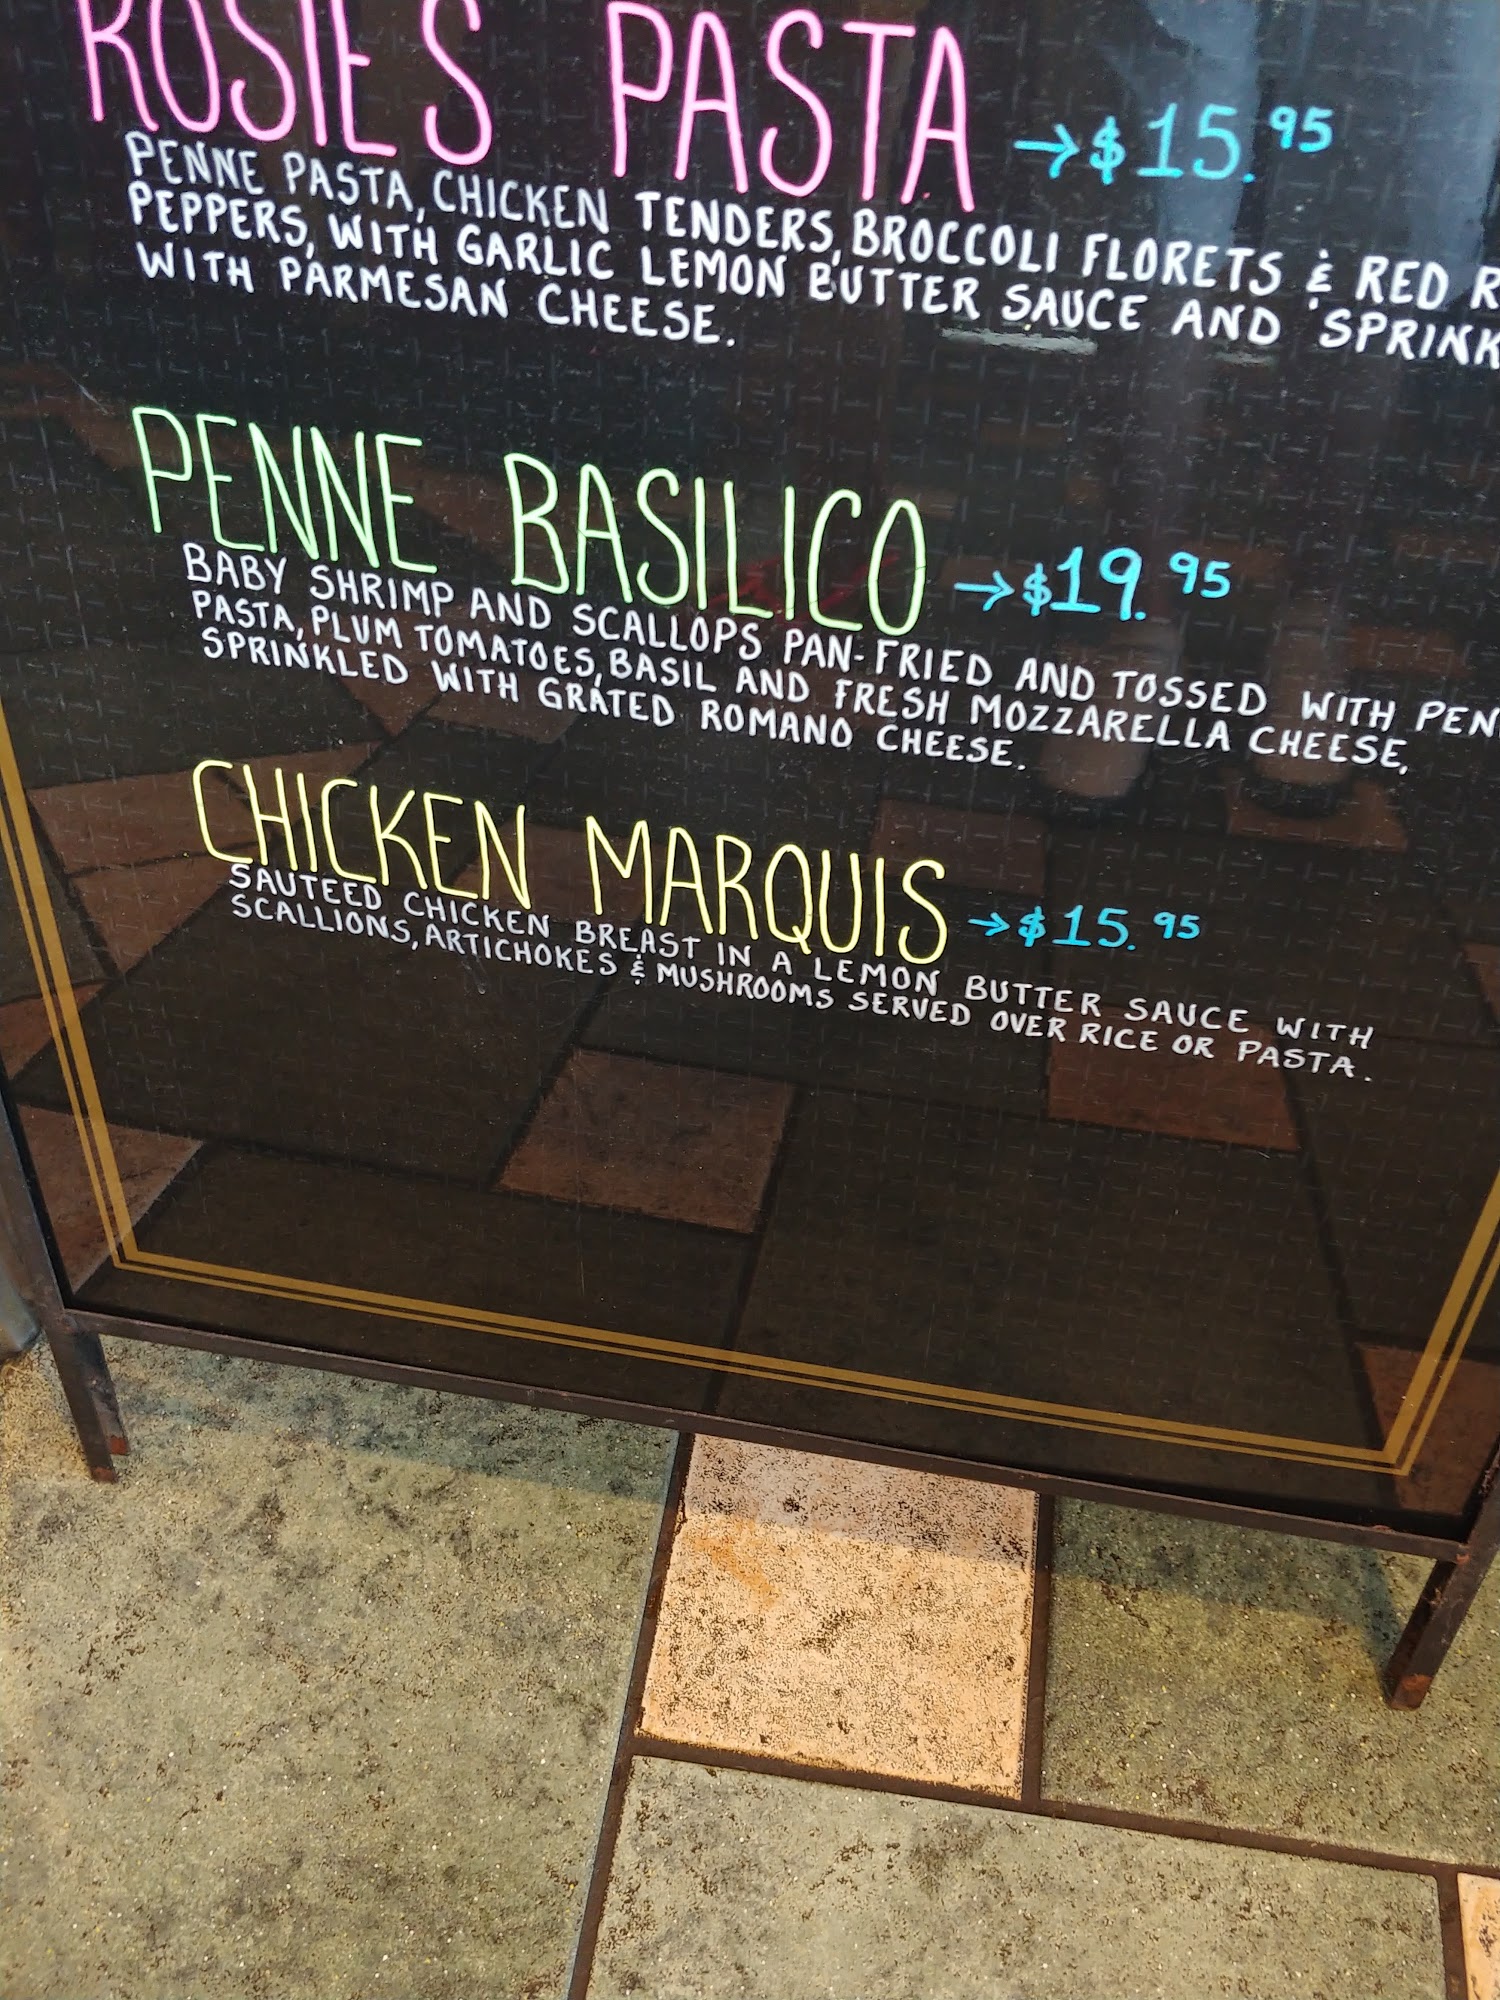 ROSIES PASTA → $15.95
PENNE PASTA, CHICKEN TENDERS, BROCCOLI FLORETS & RED
PEPPERS, WITH GARLIC LEMON BUTTER SAUCE AND SPRINK
WITH PARMESAN CHEESE.
PENNE BASILICO → $19.95
BABY SHRIMP AND SCALLOPS PAN-FRIED AND TOSSED WITH PEN
PASTA, PLUM TOMATOES, BASIL AND FRESH MOZZARELLA CHEESE,
SPRINKLED WITH GRATED ROMANO CHEESE.
CHICKEN MARQUIS → $15.95
SAUTEED CHICKEN BREAST IN A LEMON BUTTER SAUCE WITH
SCALLIONS, ARTICHOKES & MUSHROOMS SERVED OVER RICE OR PASTA.